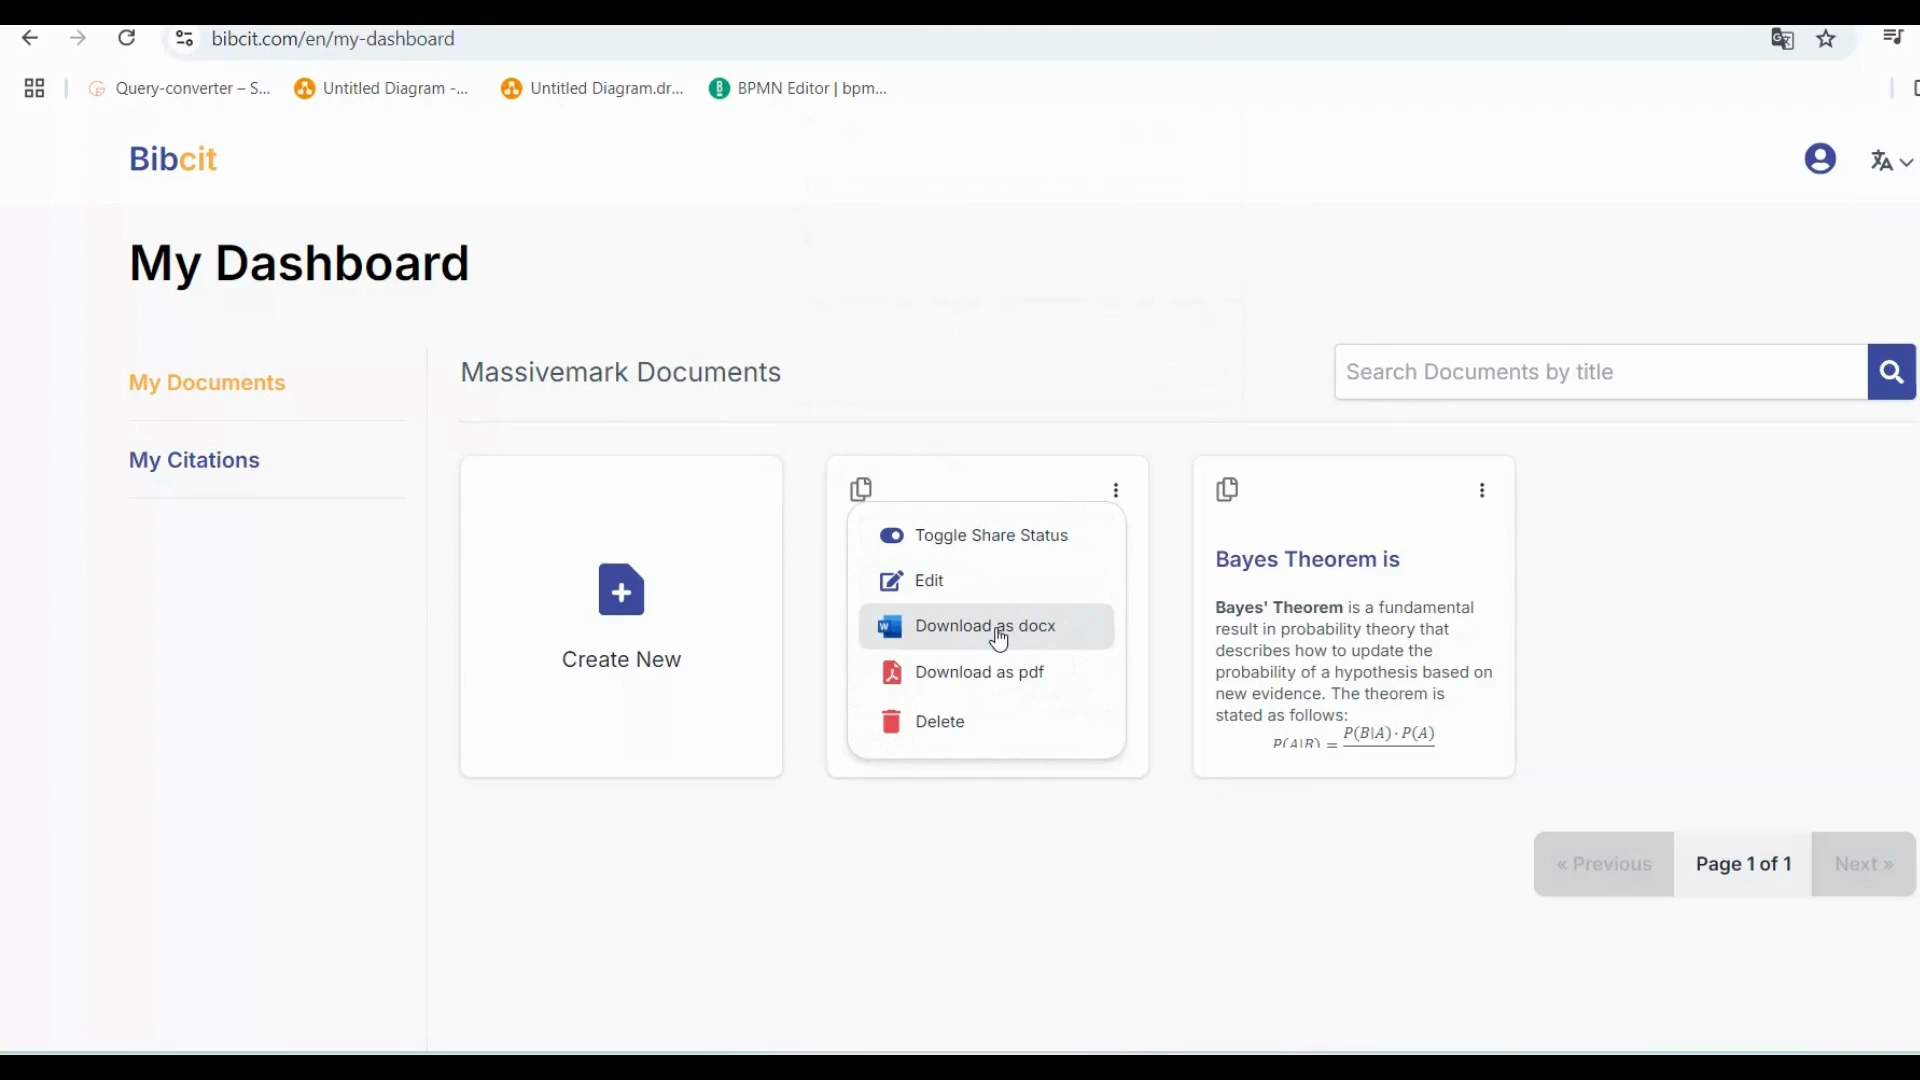 bibcit.com/en/my-dashboard
Query-converter – S...
Untitled Diagram -...
Untitled Diagram.dr...
BPMN Editor | bpm...
Bibcit
My Dashboard
My Documents
My Citations
Massivemark Documents
Search Documents by title
Create New
Toggle Share Status
Edit
Download as docx
Download as pdf
Delete
Bayes Theorem is
Bayes' Theorem is a fundamental
result in probability theory that
describes how to update the
probability of a hypothesis based on
new evidence. The theorem is
stated as follows:
P(A|B) = P(B|A) · P(A)
« Previous
Page 1 of 1
Next »